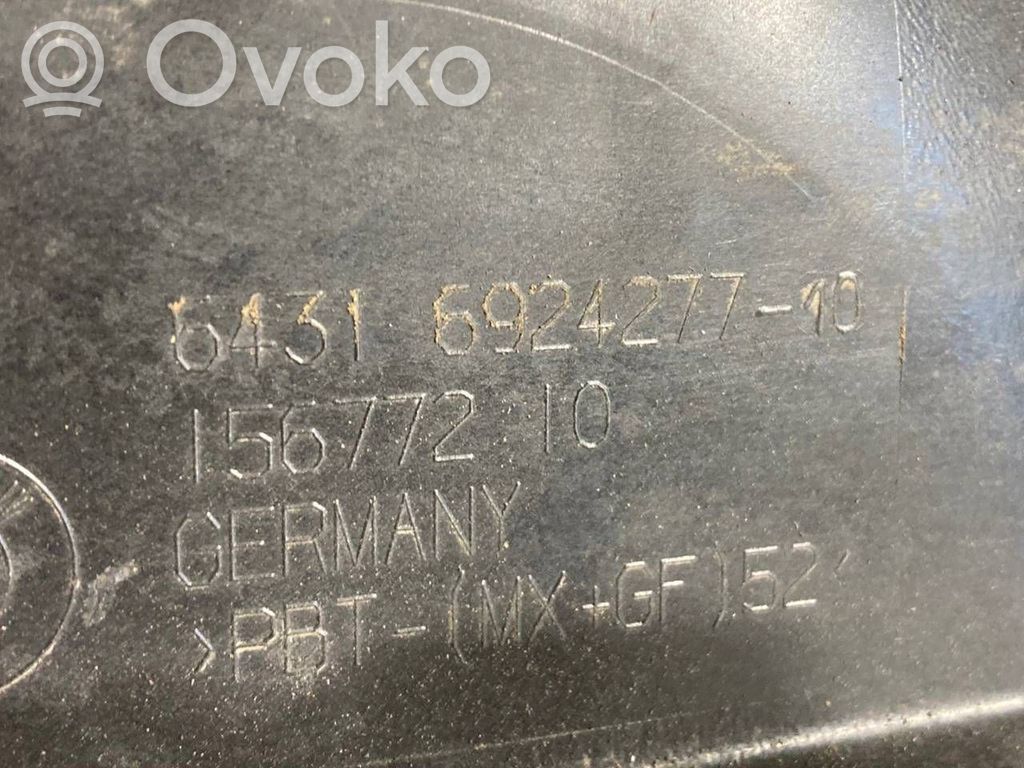 Ovoko
6431 6924277-10
156772 10
GERMANY
>PBT-(MX+GF)52<